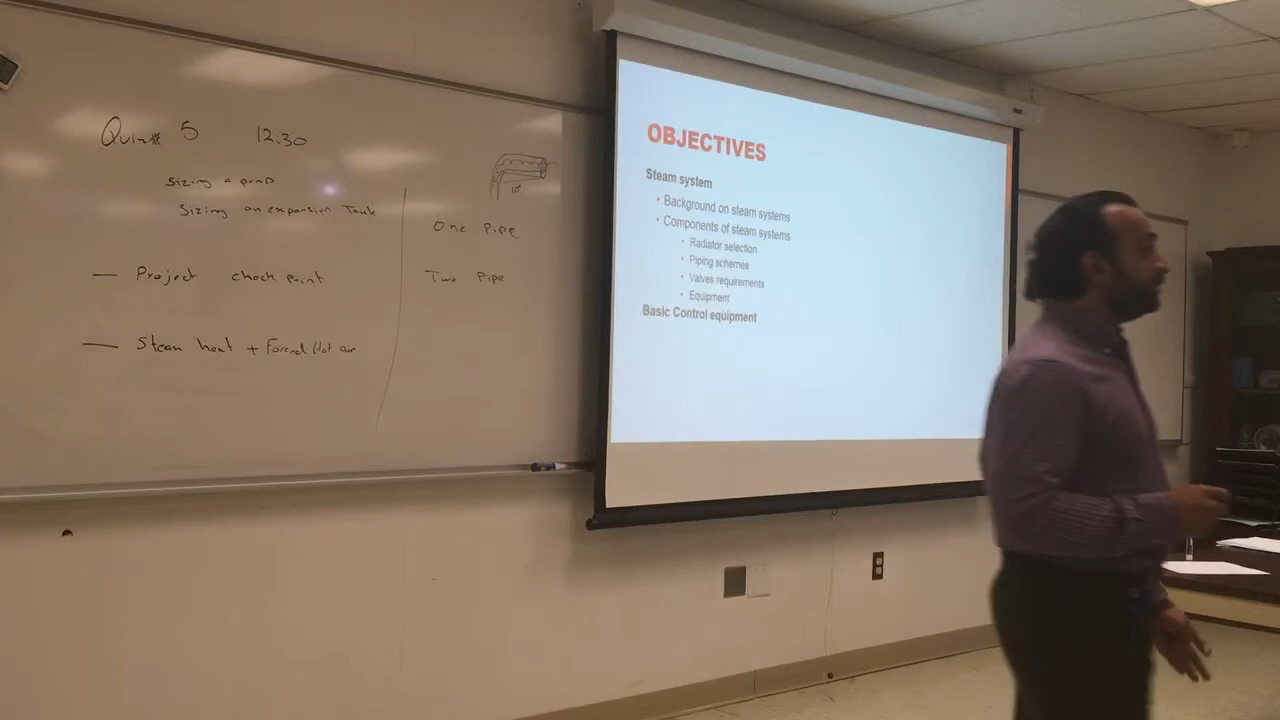 Quiz# 5 12:30
Sizing a pump
Sizing an expansion Tank
— Project check point
— Steam heat + Forced Hot air
10"
One Pipe
Two Pipe
OBJECTIVES
Steam system
• Background on steam systems
• Components of steam systems
• Radiator selection
• Piping schemes
• Valves requirements
• Equipment
Basic Control equipment